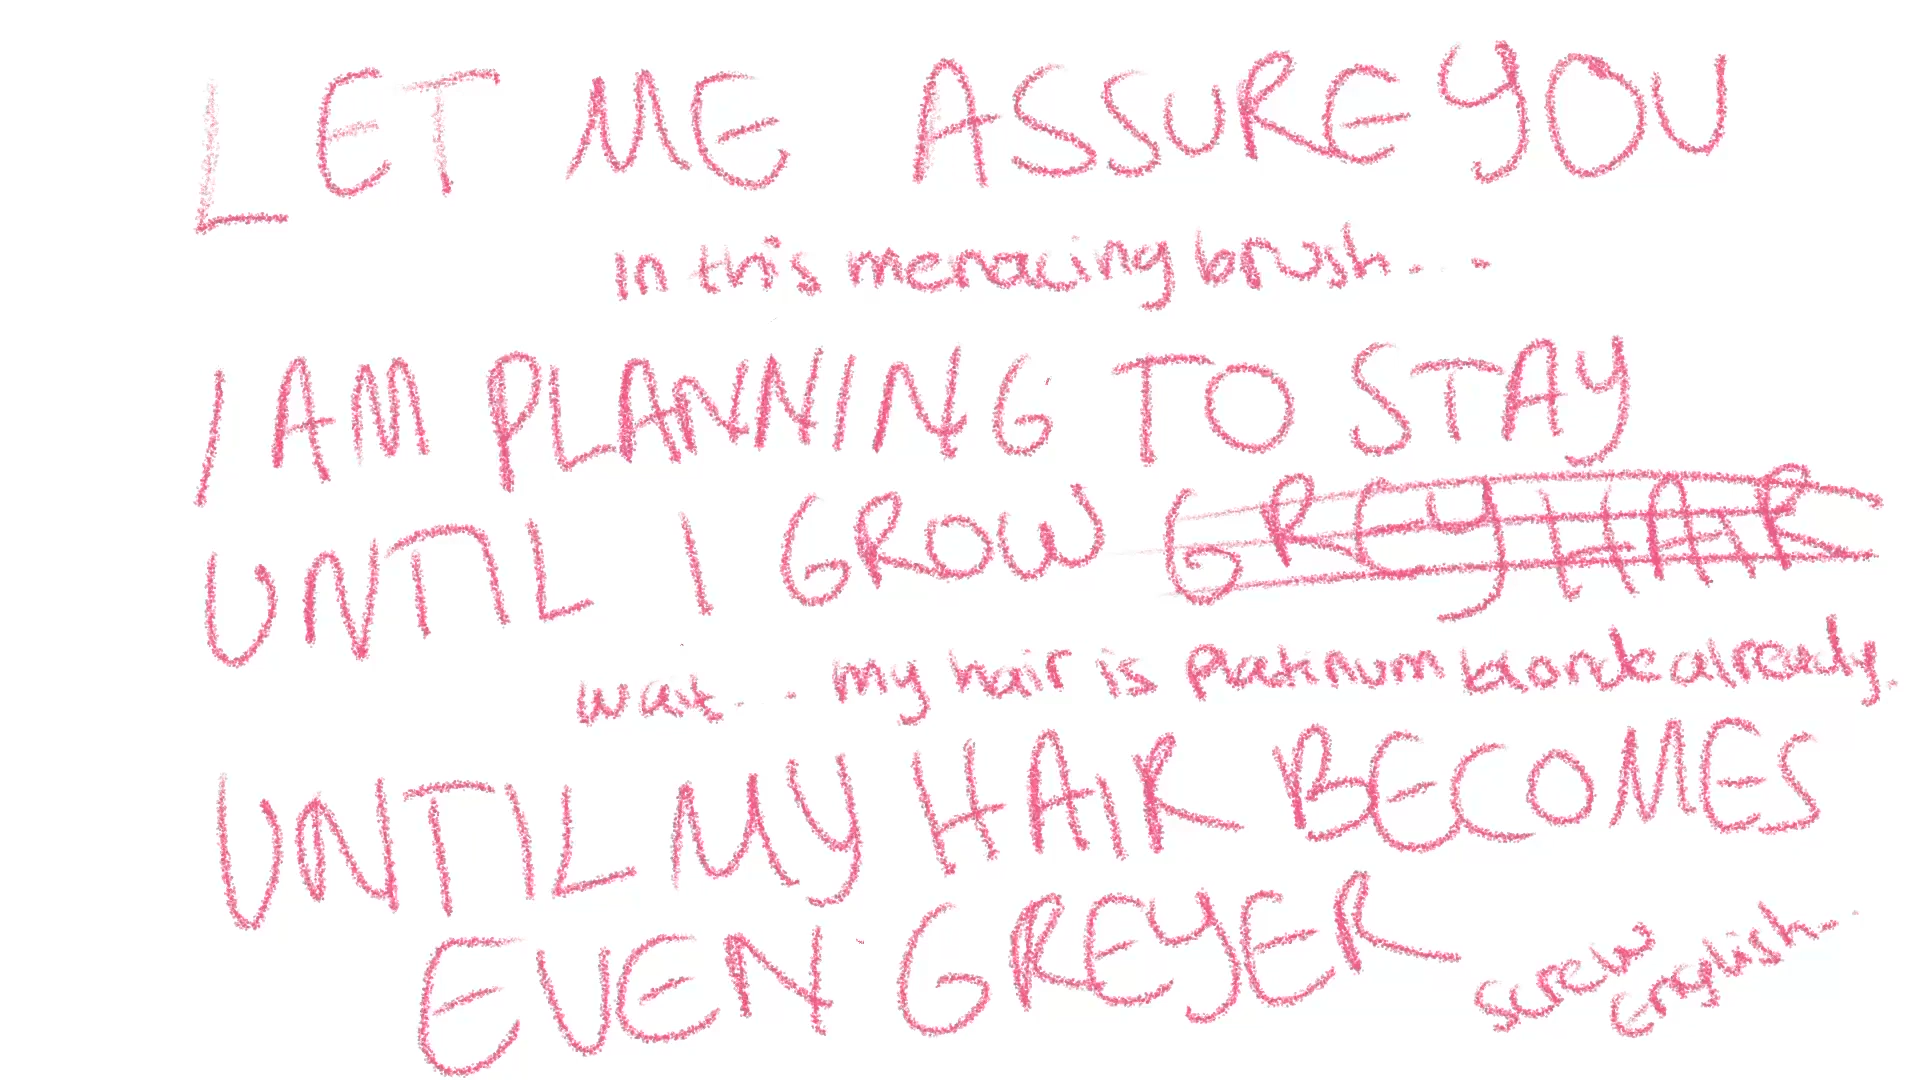 LET ME ASSURE YOU
in this menacing brush...
I AM PLANNING TO STAY
UNTIL I GROW GREY HAIR
wait... my hair is platinum blonde already.
UNTIL MY HAIR BECOMES
EVEN GREYER
screw
english.